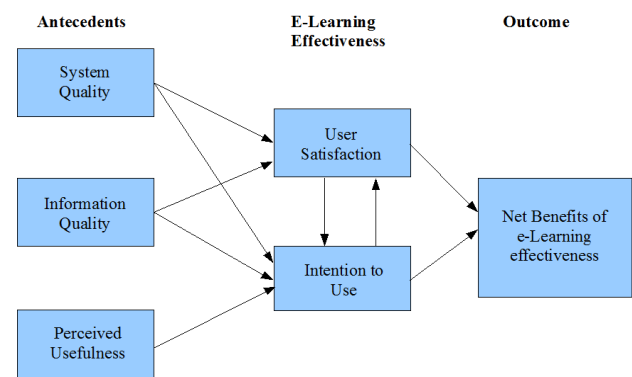 Antecedents
E-Learning
Effectiveness
Outcome
System
Quality
User
Satisfaction
Information
Quality
Net Benefits of
e-Learning
effectiveness
Intention to
Use
Perceived
Usefulness